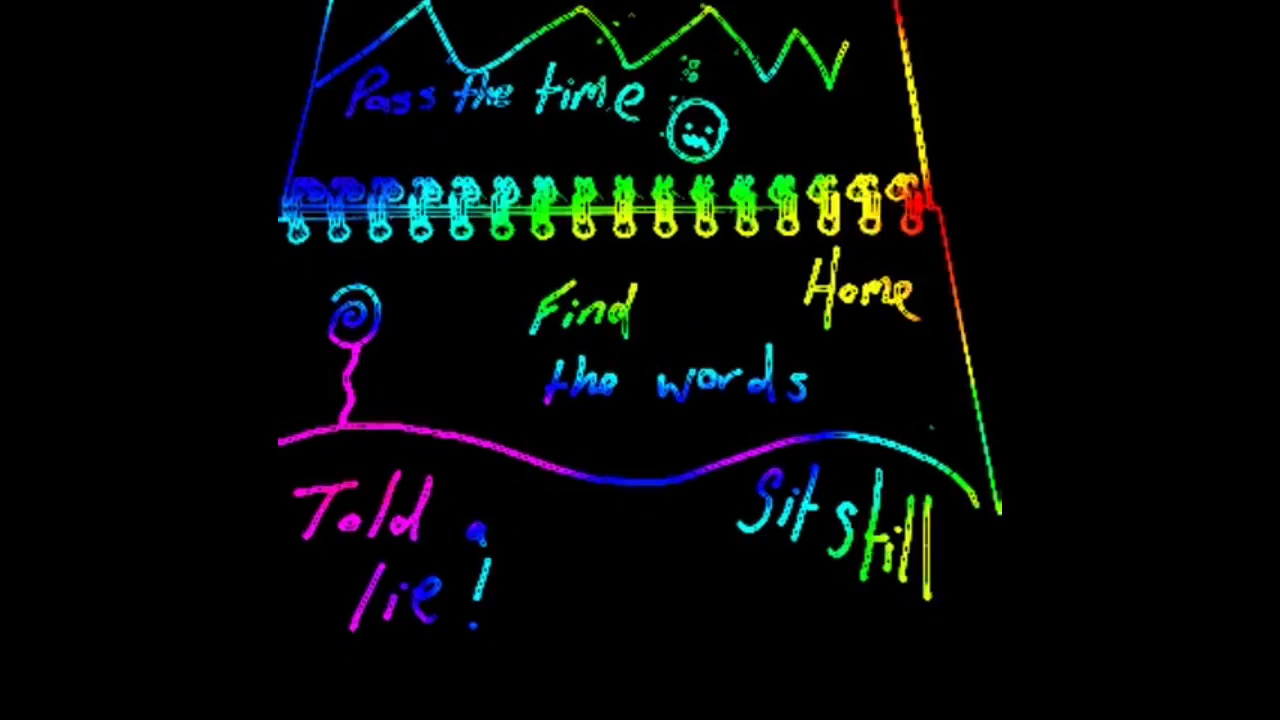 Pass the time
Home
Find
the words
Told a
lie!
Sit still